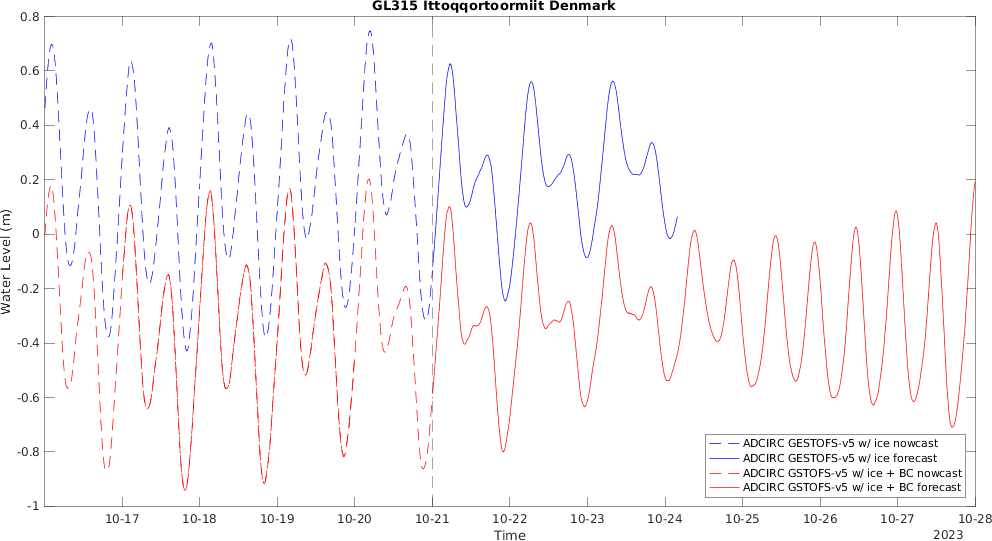 GL315 Ittoqqortoormiit Denmark
0.8
0.6
0.4
0.2
0
-0.2
-0.4
-0.6
-0.8
-1
Water Level (m)
ADCIRC GESTOFS-v5 w/ ice nowcast
ADCIRC GESTOFS-v5 w/ ice forecast
ADCIRC GSTOFS-v5 w/ ice + BC nowcast
ADCIRC GSTOFS-v5 w/ ice + BC forecast
10-17 10-18 10-19 10-20 10-21 10-22 10-23 10-24 10-25 10-26 10-27 10-28
Time
2023